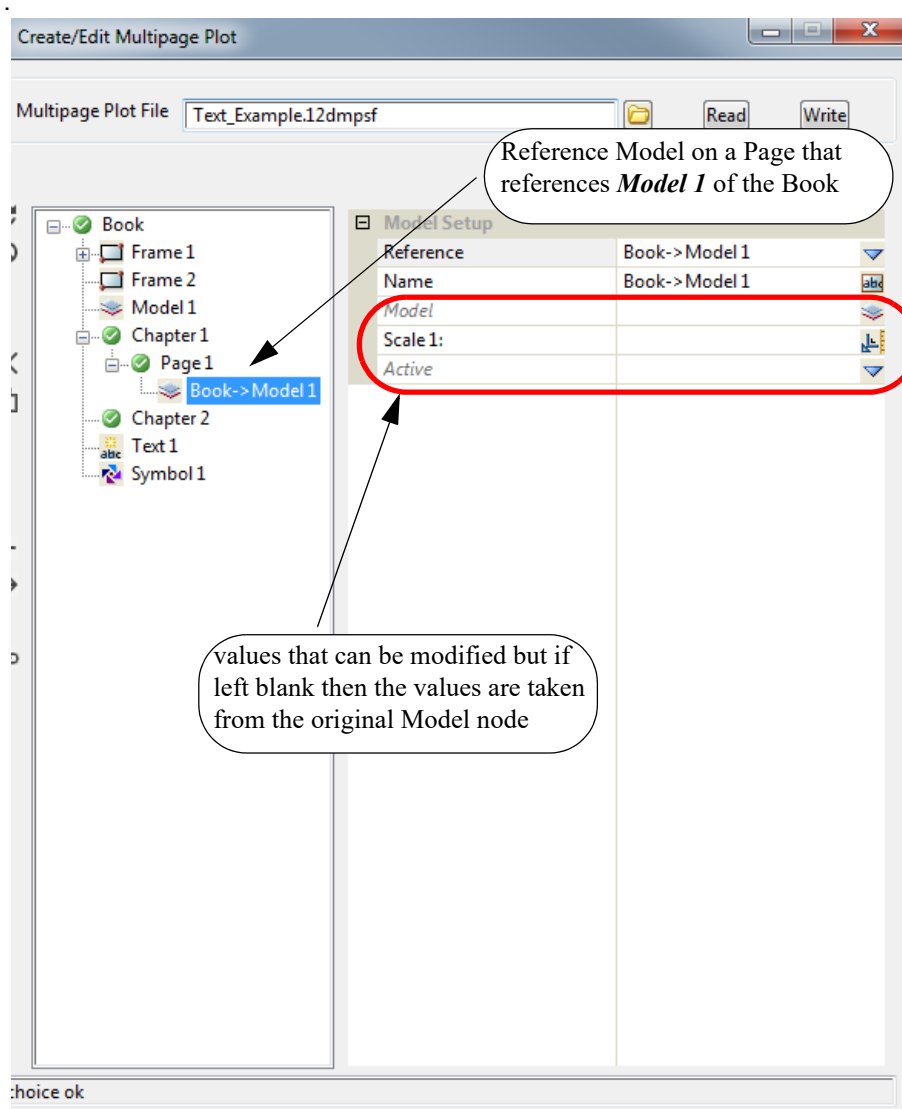 .
Create/Edit Multipage Plot
Multipage Plot File Text_Example.12dmpsf Read Write
Reference Model on a Page that
references Model 1 of the Book
Book
Frame 1
Frame 2
Model 1
Chapter 1
Page 1
Book->Model 1
Chapter 2
abc Text 1
Symbol 1
Model Setup
Reference Book->Model 1
Name Book->Model 1 abc
Model
Scale 1:
Active
values that can be modified but if
left blank then the values are taken
from the original Model node
choice ok